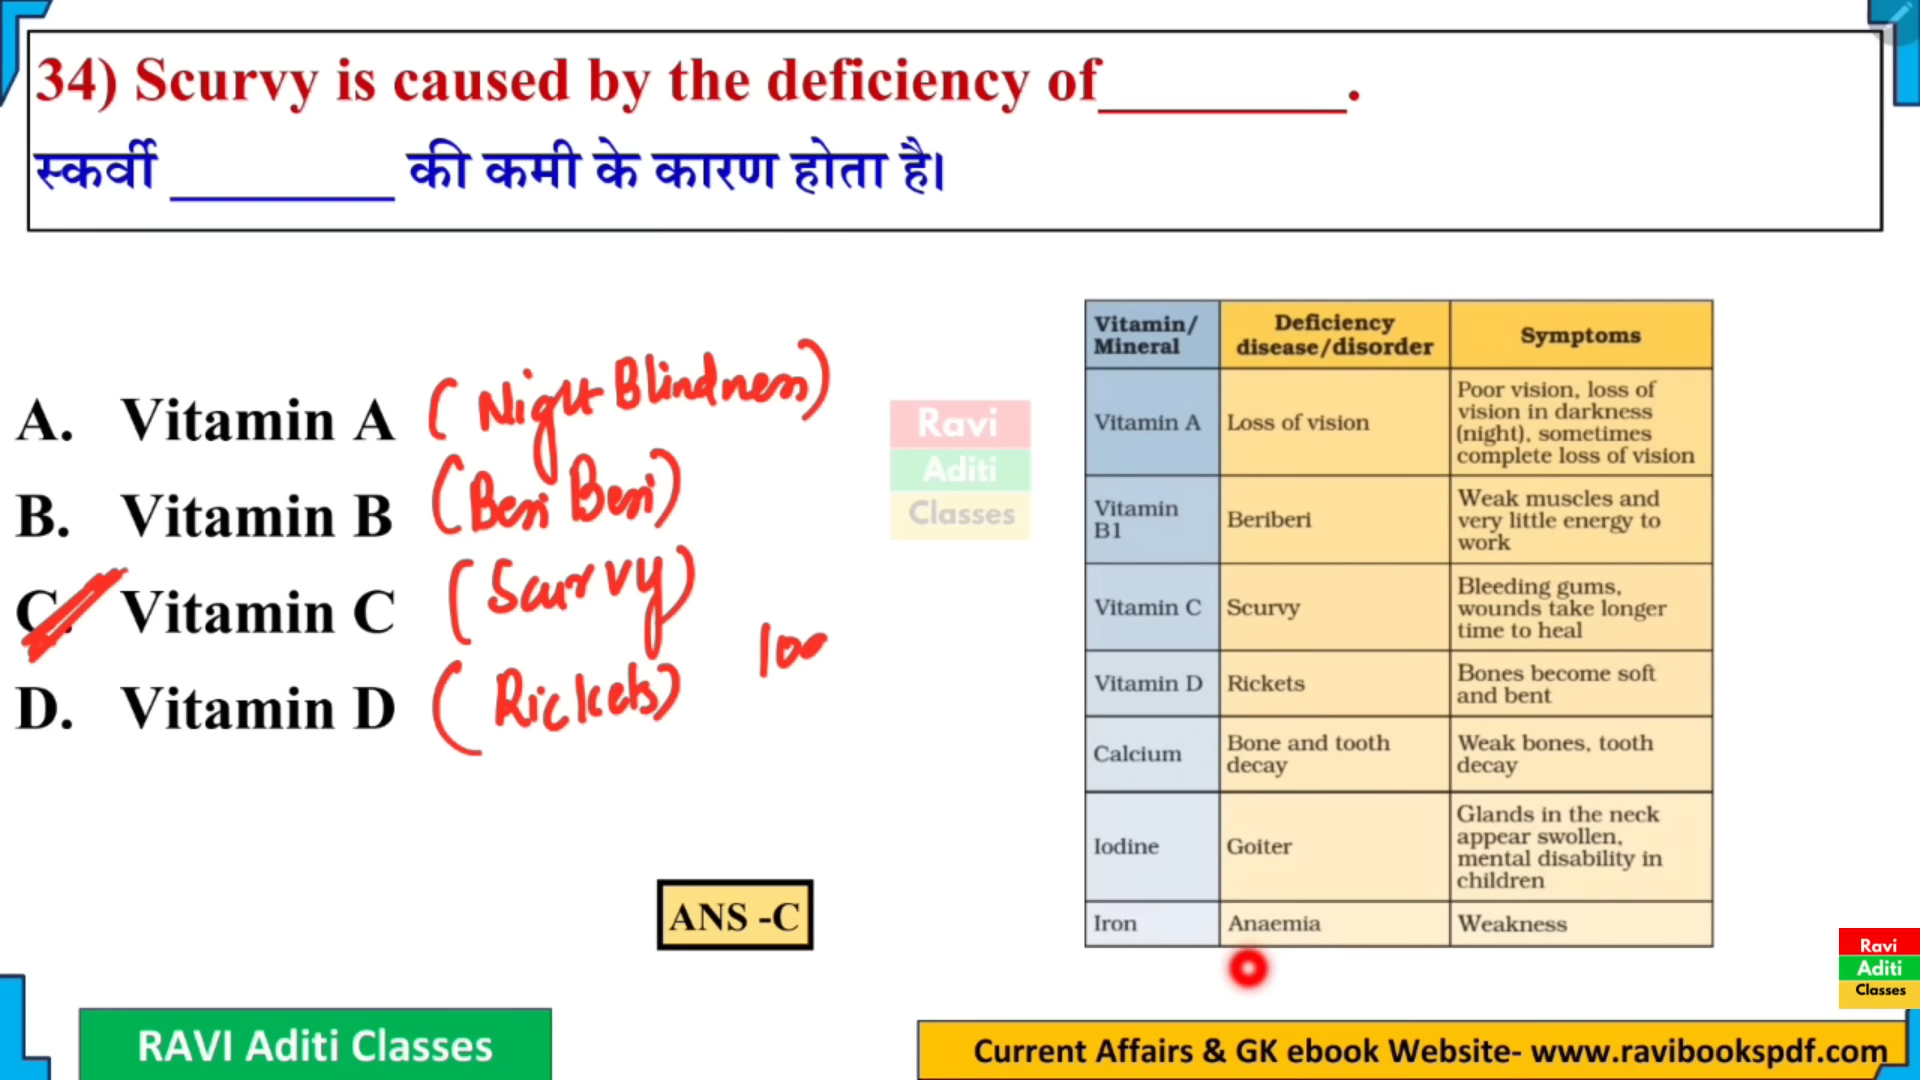 34) Scurvy is caused by the deficiency of_________.
स्कर्वी _________ की कमी के कारण होता है।
A. Vitamin A (Night Blindness)
B. Vitamin B (Beri Beri)
C. Vitamin C (Scurvy)
D. Vitamin D (Rickets)
100
ANS -C
Ravi
Aditi
Classes
Vitamin/ Mineral Deficiency disease/disorder Symptoms
Vitamin A Loss of vision Poor vision, loss of
vision in darkness
(night), sometimes
complete loss of vision
Vitamin B1 Beriberi Weak muscles and
very little energy to
work
Vitamin C Scurvy Bleeding gums,
wounds take longer
time to heal
Vitamin D Rickets Bones become soft
and bent
Calcium Bone and tooth decay Weak bones, tooth
decay
Iodine Goiter Glands in the neck
appear swollen,
mental disability in
children
Iron Anaemia Weakness
Ravi
Aditi
Classes
RAVI Aditi Classes
Current Affairs & GK ebook Website- www.ravibookspdf.com